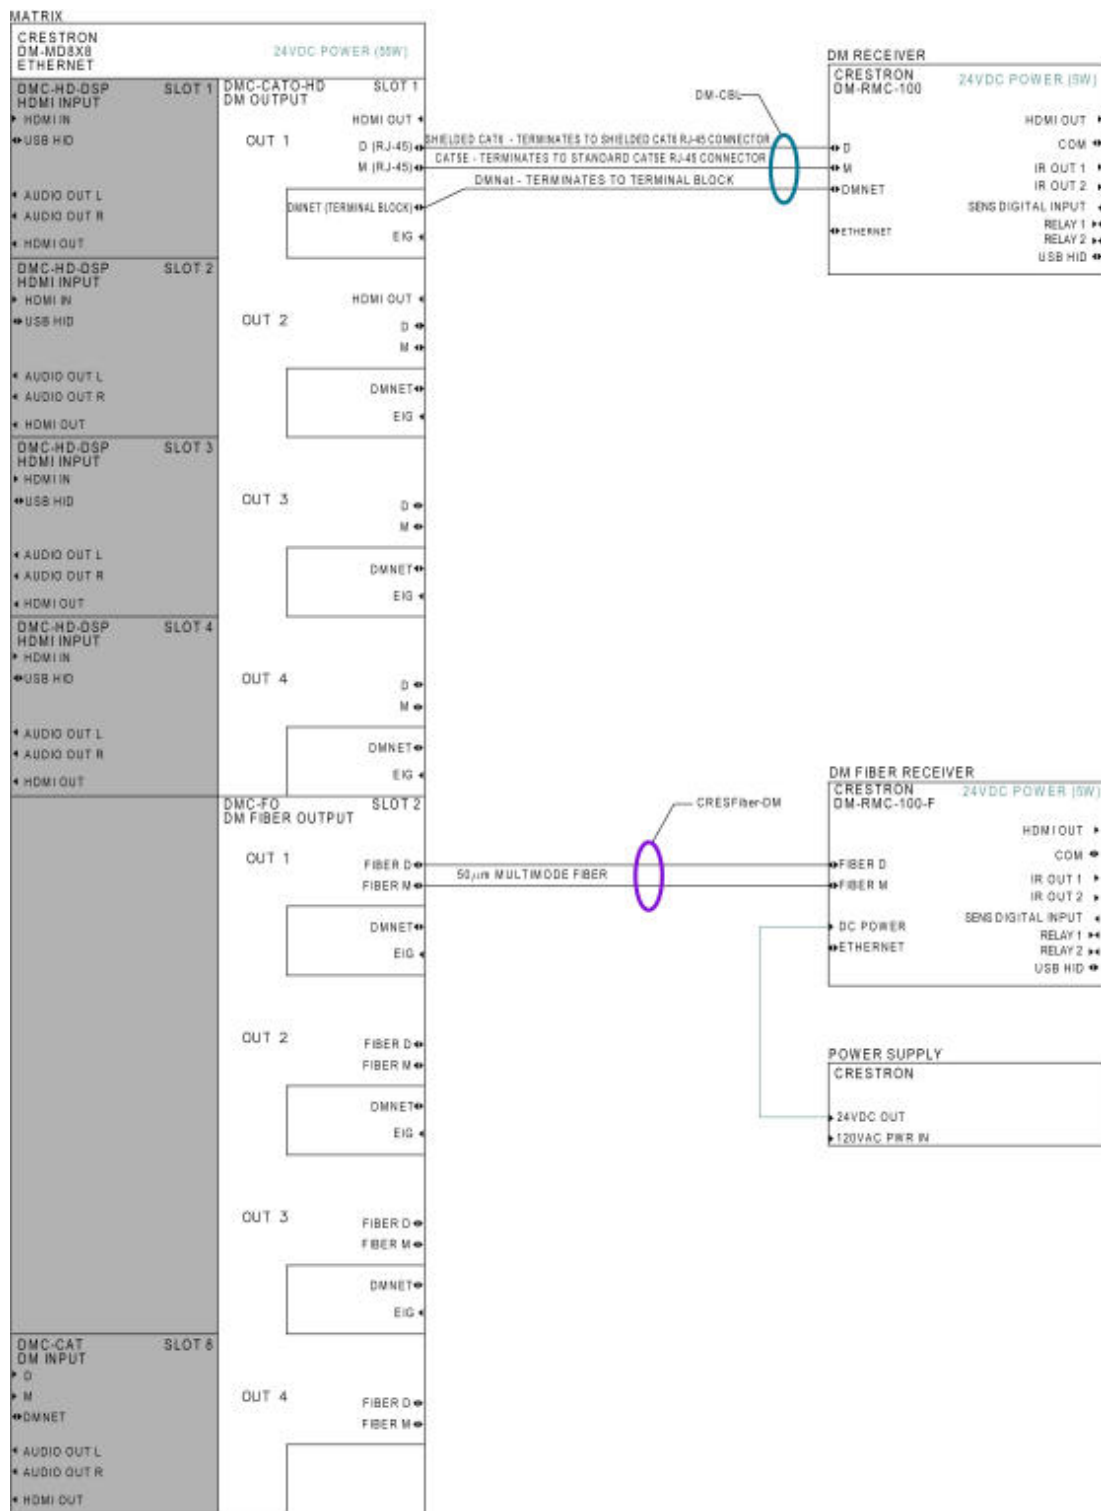 MATRIX
CRESTRON
DM-MD8X8
ETHERNET
24VDC POWER (55W)
DMC-HD-DSP SLOT 1
HDMI INPUT
HDMI IN
USB HID
AUDIO OUT L
AUDIO OUT R
HDMI OUT
DMC-HD-DSP SLOT 2
HDMI INPUT
HDMI IN
USB HID
AUDIO OUT L
AUDIO OUT R
HDMI OUT
DMC-HD-DSP SLOT 3
HDMI INPUT
HDMI IN
USB HID
AUDIO OUT L
AUDIO OUT R
HDMI OUT
DMC-HD-DSP SLOT 4
HDMI INPUT
HDMI IN
USB HID
AUDIO OUT L
AUDIO OUT R
HDMI OUT
DMC-CAT SLOT 8
DM INPUT
D
M
DMNET
AUDIO OUT L
AUDIO OUT R
HDMI OUT
DMC-CATO-HD SLOT 1
DM OUTPUT
HDMI OUT
OUT 1
D (RJ-45)
M (RJ-45)
DMNET (TERMINAL BLOCK)
EIG
HDMI OUT
OUT 2
D
M
DMNET
EIG
OUT 3
D
M
DMNET
EIG
OUT 4
D
M
DMNET
EIG
DMC-FO SLOT 2
DM FIBER OUTPUT
OUT 1
FIBER D
FIBER M
DMNET
EIG
OUT 2
FIBER D
FIBER M
DMNET
EIG
OUT 3
FIBER D
FIBER M
DMNET
EIG
OUT 4
FIBER D
FIBER M
DM-CBL
SHIELDED CAT6 - TERMINATES TO SHIELDED CAT6 RJ-45 CONNECTOR
CAT5E - TERMINATES TO STANDARD CAT5E RJ-45 CONNECTOR
DMNet - TERMINATES TO TERMINAL BLOCK
DM RECEIVER
CRESTRON
DM-RMC-100
24VDC POWER (9W)
D
M
DMNET
ETHERNET
HDMI OUT
COM
IR OUT 1
IR OUT 2
SENS DIGITAL INPUT
RELAY 1
RELAY 2
USB HID
CRESFiber-DM
50µm MULTIMODE FIBER
DM FIBER RECEIVER
CRESTRON
DM-RMC-100-F
24VDC POWER (9W)
FIBER D
FIBER M
DC POWER
ETHERNET
HDMI OUT
COM
IR OUT 1
IR OUT 2
SENS DIGITAL INPUT
RELAY 1
RELAY 2
USB HID
POWER SUPPLY
CRESTRON
24VDC OUT
120VAC PWR IN